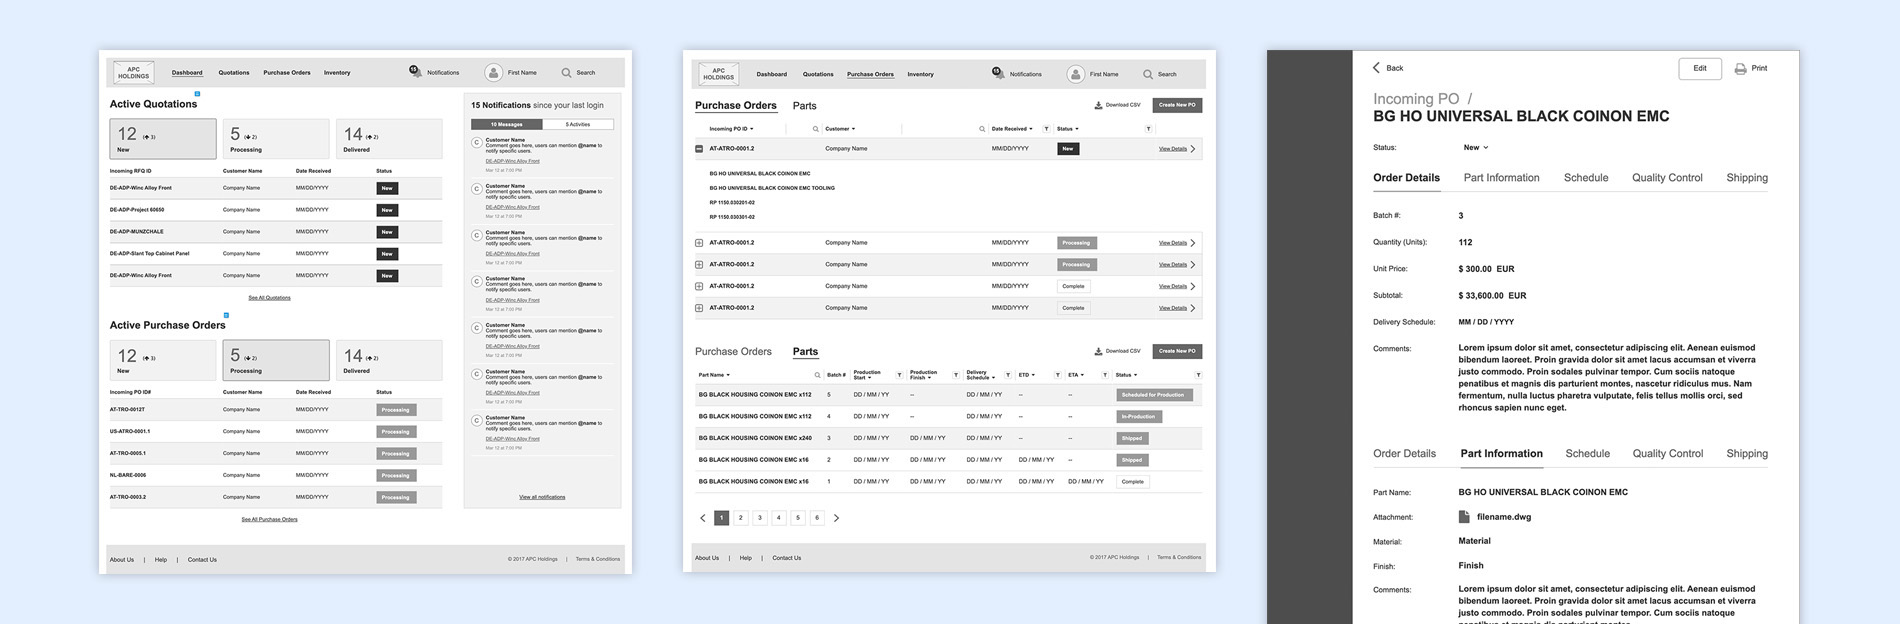 APC
HOLDINGS
Dashboard Quotations Purchase Orders Inventory
15 Notifications First Name Search
Active Quotations
12 (↑ 3) 5 (↓ 2) 14 (↑ 2)
New Processing Delivered
Incoming RFQ ID Customer Name Date Received Status
DE-ADP-Winc Alloy Front Company Name MM/DD/YYYY New
DE-ADP-Project 60650 Company Name MM/DD/YYYY New
DE-ADP-MUNZCHALE Company Name MM/DD/YYYY New
DE-ADP-Slant Top Cabinet Panel Company Name MM/DD/YYYY New
DE-ADP-Winc Alloy Front Company Name MM/DD/YYYY New
See All Quotations
Active Purchase Orders
12 (↑ 3) 5 (↓ 2) 14 (↑ 2)
New Processing Delivered
Incoming PO ID# Customer Name Date Received Status
AT-TRO-0012T Company Name MM/DD/YYYY Processing
US-ATRO-0001.1 Company Name MM/DD/YYYY Processing
AT-TRO-0005.1 Company Name MM/DD/YYYY Processing
NL-BARE-0006 Company Name MM/DD/YYYY Processing
AT-TRO-0003.2 Company Name MM/DD/YYYY Processing
See All Purchase Orders
15 Notifications since your last login
10 Messages 5 Activities
C Customer Name
Comment goes here, users can mention @name to
notify specific users.
DE-ADP-Winc Alloy Front
Mar 12 at 7:00 PM
C Customer Name
Comment goes here, users can mention @name to
notify specific users.
DE-ADP-Winc Alloy Front
Mar 12 at 7:00 PM
C Customer Name
Comment goes here, users can mention @name to
notify specific users.
DE-ADP-Winc Alloy Front
Mar 12 at 7:00 PM
C Customer Name
Comment goes here, users can mention @name to
notify specific users.
DE-ADP-Winc Alloy Front
Mar 12 at 7:00 PM
C Customer Name
Comment goes here, users can mention @name to
notify specific users.
DE-ADP-Winc Alloy Front
Mar 12 at 7:00 PM
C Customer Name
Comment goes here, users can mention @name to
notify specific users.
DE-ADP-Winc Alloy Front
Mar 12 at 7:00 PM
C Customer Name
Comment goes here, users can mention @name to
notify specific users.
DE-ADP-Winc Alloy Front
Mar 12 at 7:00 PM
View all notifications
About Us | Help | Contact Us © 2017 APC Holdings | Terms & Conditions
APC
HOLDINGS
Dashboard Quotations Purchase Orders Inventory
15 Notifications First Name Search
Purchase Orders Parts Download CSV Create New PO
Incoming PO ID Customer Date Received Status
AT-ATRO-0001.2 Company Name MM/DD/YYYY New View Details
BG HO UNIVERSAL BLACK COINON EMC
BG HO UNIVERSAL BLACK COINON EMC TOOLING
RP 1150.030201-02
RP 1150.030301-02
AT-ATRO-0001.2 Company Name MM/DD/YYYY Processing View Details
AT-ATRO-0001.2 Company Name MM/DD/YYYY Processing View Details
AT-ATRO-0001.2 Company Name MM/DD/YYYY Complete View Details
AT-ATRO-0001.2 Company Name MM/DD/YYYY Complete View Details
Purchase Orders Parts Download CSV Create New PO
Part Name Batch # Production Start Production Finish Delivery Schedule ETD ETA Status
BG BLACK HOUSING COINON EMC x112 5 DD / MM / YY -- DD / MM / YY -- -- Scheduled for Production
BG BLACK HOUSING COINON EMC x112 4 DD / MM / YY -- DD / MM / YY -- -- In-Production
BG BLACK HOUSING COINON EMC x240 3 DD / MM / YY DD / MM / YY DD / MM / YY -- -- Shipped
BG BLACK HOUSING COINON EMC x16 2 DD / MM / YY DD / MM / YY DD / MM / YY DD / MM / YY -- Shipped
BG BLACK HOUSING COINON EMC x16 1 DD / MM / YY DD / MM / YY DD / MM / YY DD / MM / YY DD / MM / YY Complete
1 2 3 4 5 6
About Us | Help | Contact Us © 2017 APC Holdings | Terms & Conditions
Back Edit Print
Incoming PO /
BG HO UNIVERSAL BLACK COINON EMC
Status: New
Order Details Part Information Schedule Quality Control Shipping
Batch #: 3
Quantity (Units): 112
Unit Price: $ 300.00 EUR
Subtotal: $ 33,600.00 EUR
Delivery Schedule: MM / DD / YYYY
Comments: Lorem ipsum dolor sit amet, consectetur adipiscing elit. Aenean euismod
bibendum laoreet. Proin gravida dolor sit amet lacus accumsan et viverra
justo commodo. Proin sodales pulvinar tempor. Cum sociis natoque
penatibus et magnis dis parturient montes, nascetur ridiculus mus. Nam
fermentum, nulla luctus pharetra vulputate, felis tellus mollis orci, sed
rhoncus sapien nunc eget.
Order Details Part Information Schedule Quality Control Shipping
Part Name: BG HO UNIVERSAL BLACK COINON EMC
Attachment: filename.dwg
Material: Material
Finish: Finish
Comments: Lorem ipsum dolor sit amet, consectetur adipiscing elit. Aenean euismod
bibendum laoreet. Proin gravida dolor sit amet lacus accumsan et viverra
justo commodo. Proin sodales pulvinar tempor. Cum sociis natoque